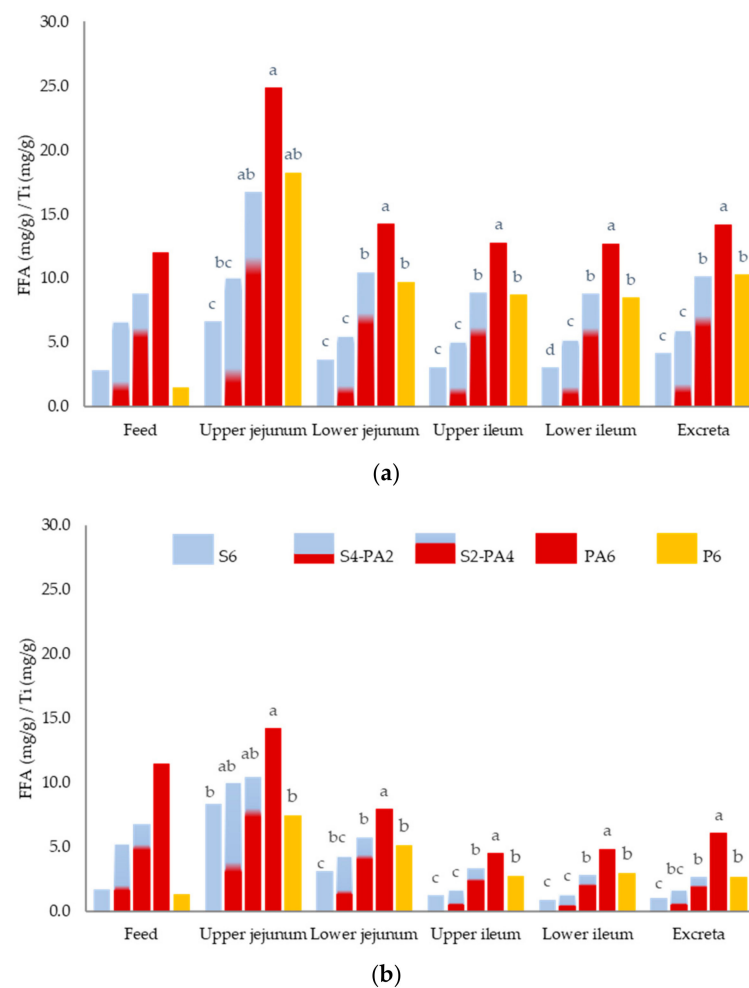 30.0
a
25.0
FFA (mg/g) / Ti (mg/g)
20.0
ab
ab
15.0
a
a
a
a
bc
10.0
c
b
b
b
b
b
b
b
b
5.0
c
c
c
c
d
c
c
c
0.0
Feed
Upper jejunum
Lower jejunum
Upper ileum
Lower ileum
Excreta
(a)
30.0
S6
S4-PA2
S2-PA4
PA6
P6
25.0
FFA (mg/g) / Ti (mg/g)
20.0
15.0
a
10.0
b
ab
ab
b
a
5.0
c
bc
b
b
c
c
b
a
b
c
c
b
a
b
c
bc
b
a
b
0.0
Feed
Upper jejunum
Lower jejunum
Upper ileum
Lower ileum
Excreta
(b)